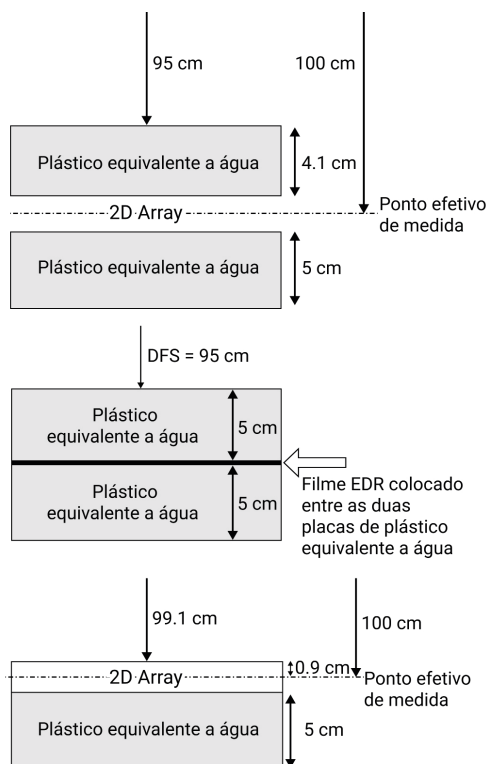 95 cm
100 cm
Plástico equivalente a água
4.1 cm
2D Array
Ponto efetivo
de medida
Plástico equivalente a água
5 cm
DFS = 95 cm
Plástico
equivalente a água
5 cm
Plástico
equivalente a água
5 cm
Filme EDR colocado
entre as duas
placas de plástico
equivalente a água
99.1 cm
100 cm
0.9 cm
2D Array
Ponto efetivo
de medida
Plástico equivalente a água
5 cm